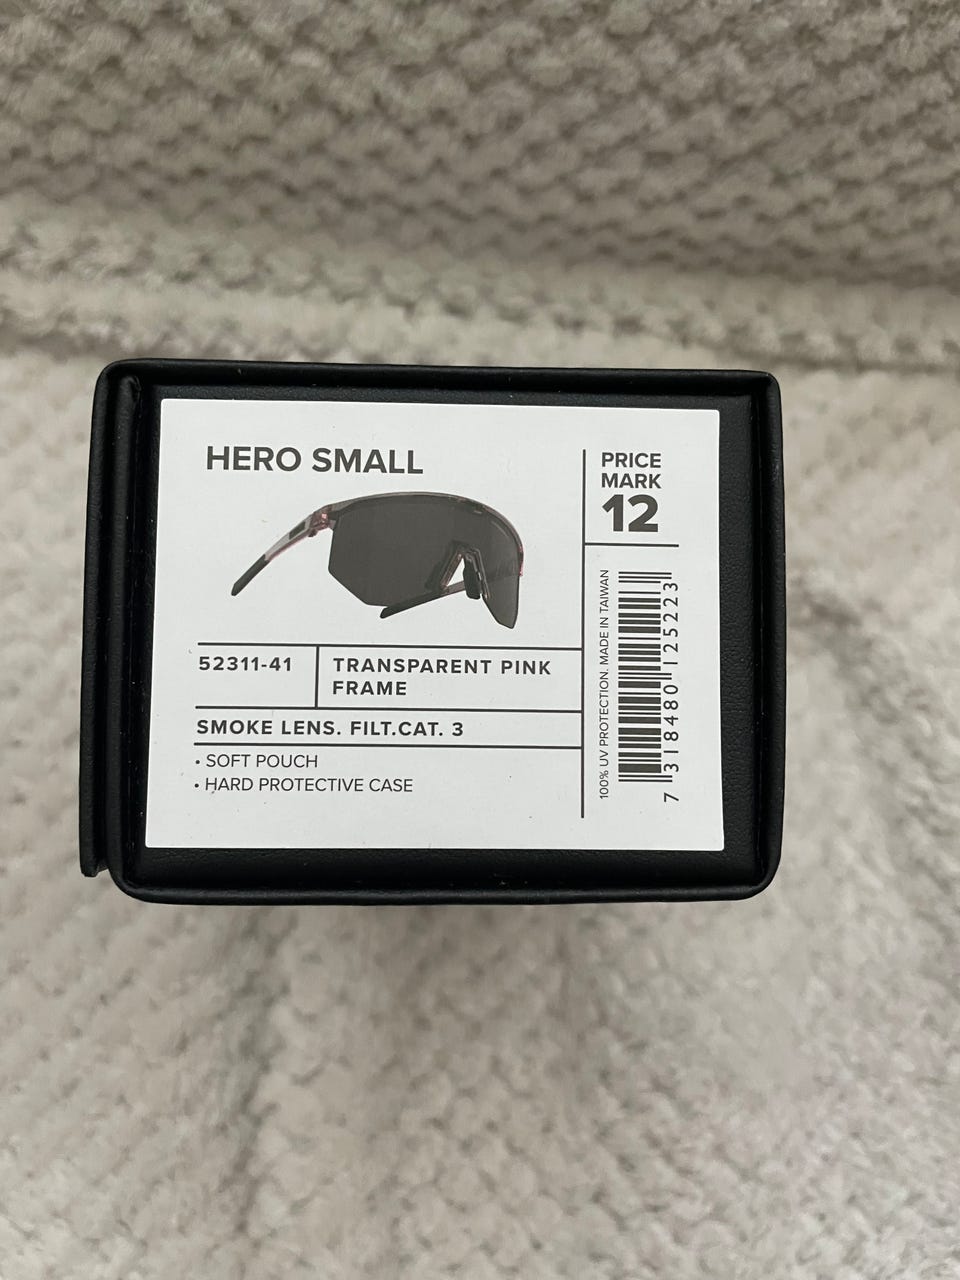 HERO SMALL
52311-41
TRANSPARENT PINK
FRAME
SMOKE LENS. FILT.CAT. 3
• SOFT POUCH
• HARD PROTECTIVE CASE
PRICE
MARK
12
100% UV PROTECTION. MADE IN TAIWAN
7 318480 125223